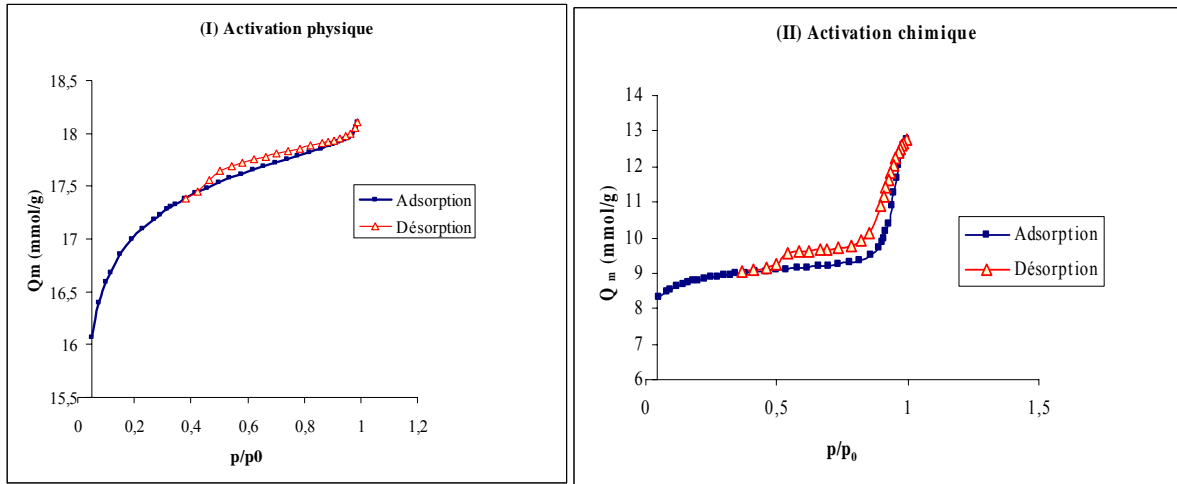 (I) Activation physique
Qm (mmol/g)
18,5
18
17,5
17
16,5
16
15,5
0
0,2
0,4
0,6
0,8
1
1,2
p/p0
Adsorption
Désorption
(II) Activation chimique
Q m (mmol/g)
14
13
12
11
10
9
8
7
6
0
0,5
1
1,5
p/p0
Adsorption
Désorption